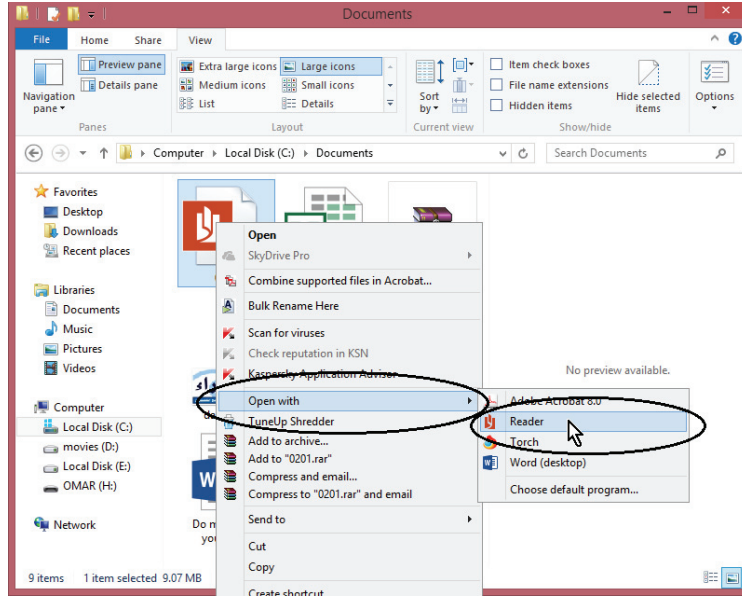 Documents
File Home Share View
Preview pane
Details pane
Navigation pane
Panes
Extra large icons Large icons
Medium icons Small icons
List Details
Layout
Sort by
Current view
Item check boxes
File name extensions
Hidden items
Hide selected items
Show/hide
Options
Computer Local Disk (C:) Documents
Search Documents
Favorites
Desktop
Downloads
Recent places
Libraries
Documents
Music
Pictures
Videos
Computer
Local Disk (C:)
movies (D:)
Local Disk (E:)
OMAR (H:)
Network
Open
SkyDrive Pro
Combine supported files in Acrobat...
Bulk Rename Here
Scan for viruses
Check reputation in KSN
Kaspersky Application Advisor
Open with
TuneUp Shredder
Add to archive...
Add to "0201.rar"
Compress and email...
Compress to "0201.rar" and email
Send to
Cut
Copy
Create shortcut
Adobe Acrobat 8.0
Reader
Torch
Word (desktop)
Choose default program...
No preview available.
W
9 items 1 item selected 9.07 MB